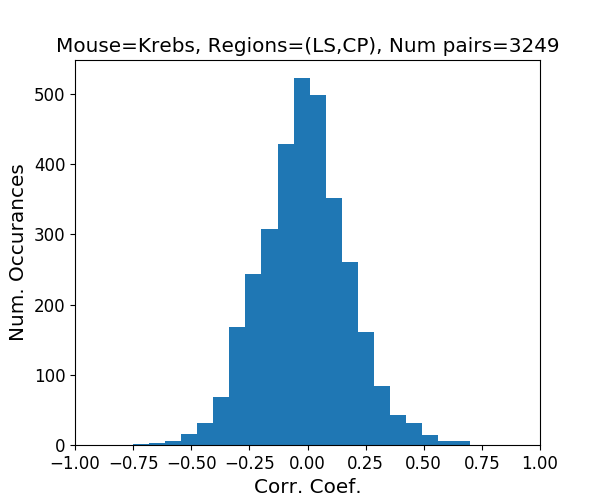 Mouse=Krebs, Regions=(LS,CP), Num pairs=3249
Num. Occurances
500
400
300
200
100
0
−1.00 −0.75 −0.50 −0.25 0.00 0.25 0.50 0.75 1.00
Corr. Coef.